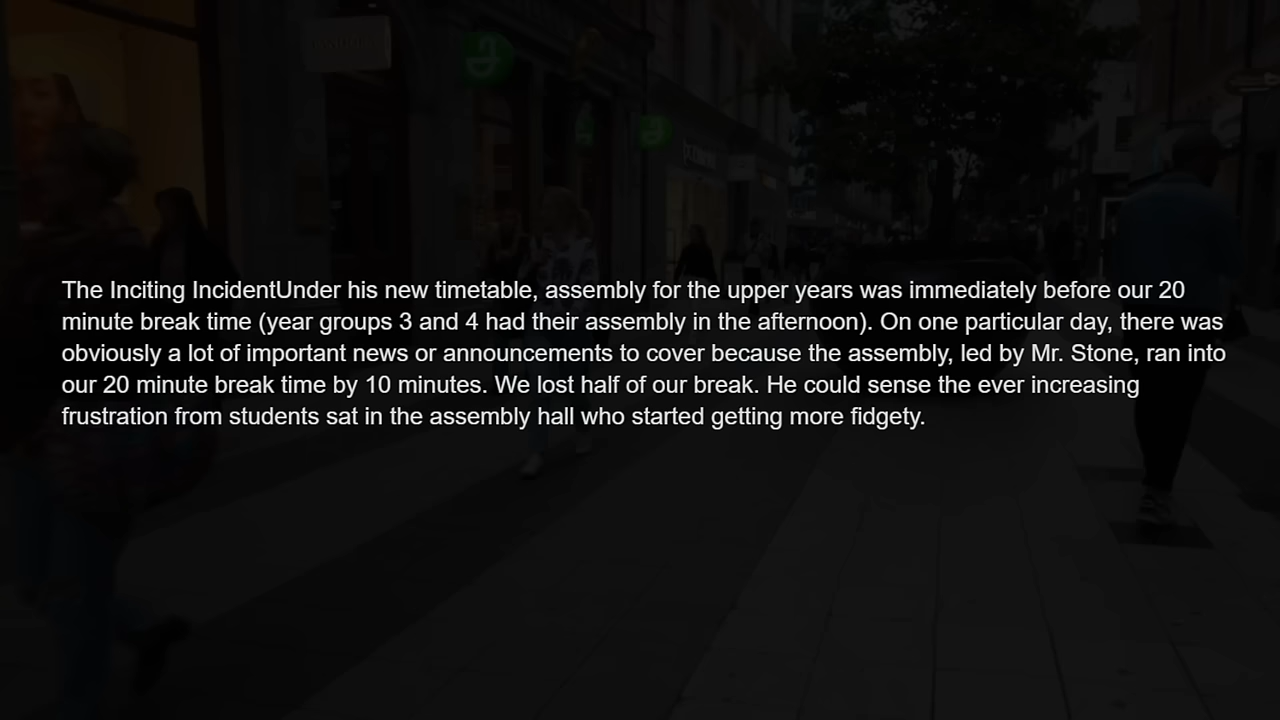 The Inciting IncidentUnder his new timetable, assembly for the upper years was immediately before our 20
minute break time (year groups 3 and 4 had their assembly in the afternoon). On one particular day, there was
obviously a lot of important news or announcements to cover because the assembly, led by Mr. Stone, ran into
our 20 minute break time by 10 minutes. We lost half of our break. He could sense the ever increasing
frustration from students sat in the assembly hall who started getting more fidgety.